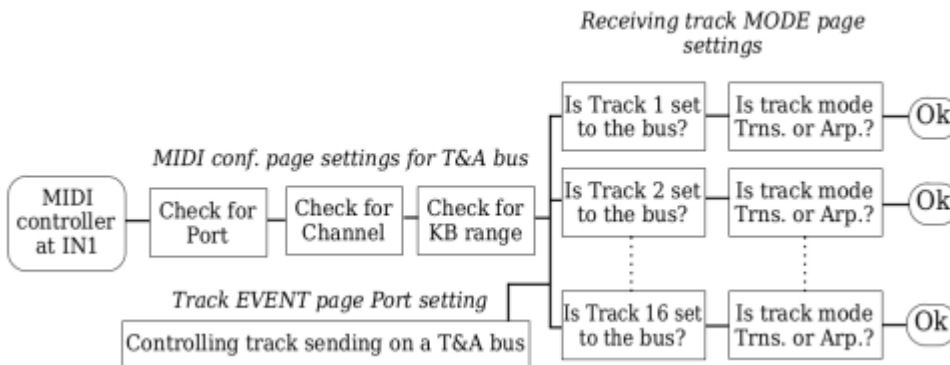 Receiving track MODE page
settings
Is Track 1 set
to the bus?
Is track mode
Trns. or Arp.?
Ok
MIDI conf. page settings for T&A bus
MIDI
controller
at IN1
Check for
Port
Check for
Channel
Check for
KB range
Is Track 2 set
to the bus?
Is track mode
Trns. or Arp.?
Ok
Track EVENT page Port setting
Controlling track sending on a T&A bus
Is Track 16 set
to the bus?
Is track mode
Trns. or Arp.?
Ok